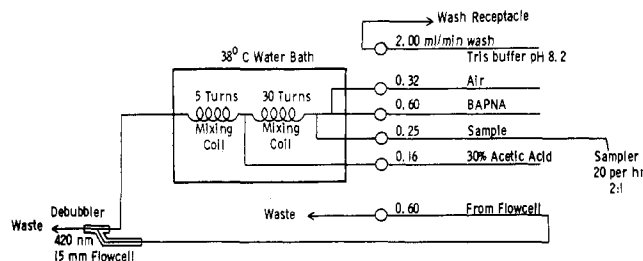 Wash Receptacle
2.00 ml/min wash
Tris buffer pH 8.2
38° C Water Bath
0.32 Air
5 Turns 30 Turns
0.60 BAPNA
Mixing Coil Mixing Coil
0.25 Sample
0.16 30% Acetic Acid
Sampler
20 per hr
2:1
Debubbler
Waste 0.60 From Flowcell
Waste
420 nm
15 mm Flowcell